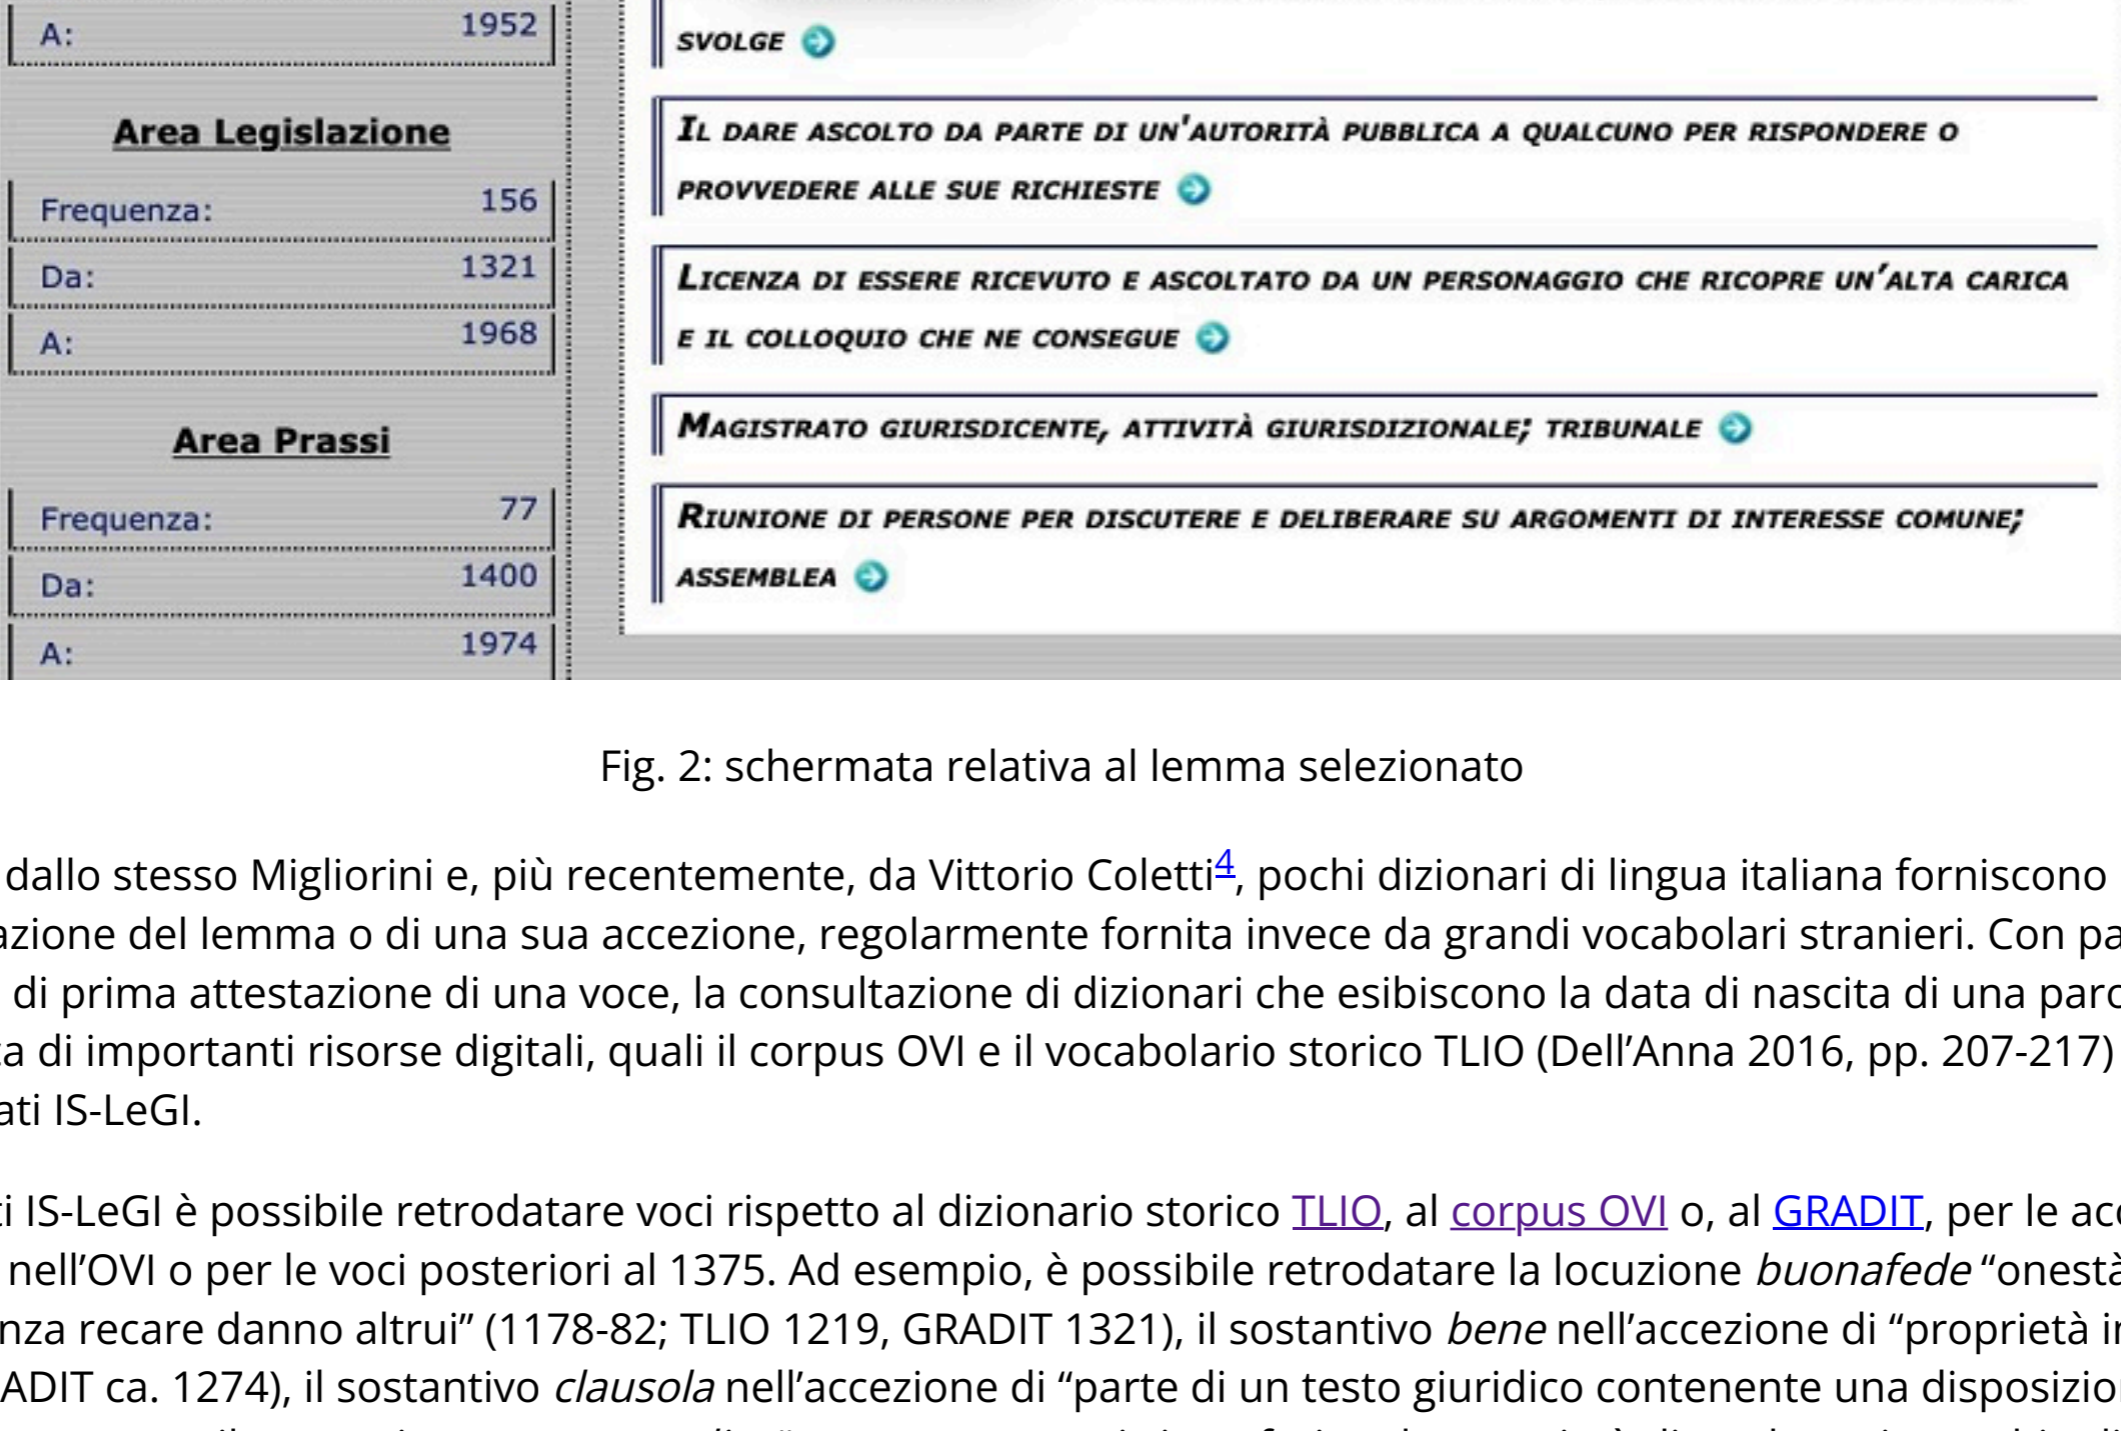 A: 1952
Area Legislazione
Frequenza: 156
Da: 1321
A: 1968
Area Prassi
Frequenza: 77
Da: 1400
A: 1974
SVOLGE
IL DARE ASCOLTO DA PARTE DI UN'AUTORITÀ PUBBLICA A QUALCUNO PER RISPONDERE O
PROVVEDERE ALLE SUE RICHIESTE
LICENZA DI ESSERE RICEVUTO E ASCOLTATO DA UN PERSONAGGIO CHE RICOPRE UN'ALTA CARICA
E IL COLLOQUIO CHE NE CONSEGUE
MAGISTRATO GIURISDICENTE, ATTIVITÀ GIURISDIZIONALE; TRIBUNALE
RIUNIONE DI PERSONE PER DISCUTERE E DELIBERARE SU ARGOMENTI DI INTERESSE COMUNE;
ASSEMBLEA
Fig. 2: schermata relativa al lemma selezionato
dallo stesso Migliorini e, più recentemente, da Vittorio Coletti4, pochi dizionari di lingua italiana forniscono
azione del lemma o di una sua accezione, regolarmente fornita invece da grandi vocabolari stranieri. Con pa
di prima attestazione di una voce, la consultazione di dizionari che esibiscono la data di nascita di una paro
a di importanti risorse digitali, quali il corpus OVI e il vocabolario storico TLIO (Dell’Anna 2016, pp. 207-217)
ati IS-LeGI.
i IS-LeGI è possibile retrodatare voci rispetto al dizionario storico TLIO, al corpus OVI o, al GRADIT, per le acc
nell’OVI o per le voci posteriori al 1375. Ad esempio, è possibile retrodatare la locuzione buonafede “onestà
nza recare danno altrui” (1178-82; TLIO 1219, GRADIT 1321), il sostantivo bene nell’accezione di “proprietà in
ADIT ca. 1274), il sostantivo clausola nell’accezione di “parte di un testo giuridico contenente una disposizion